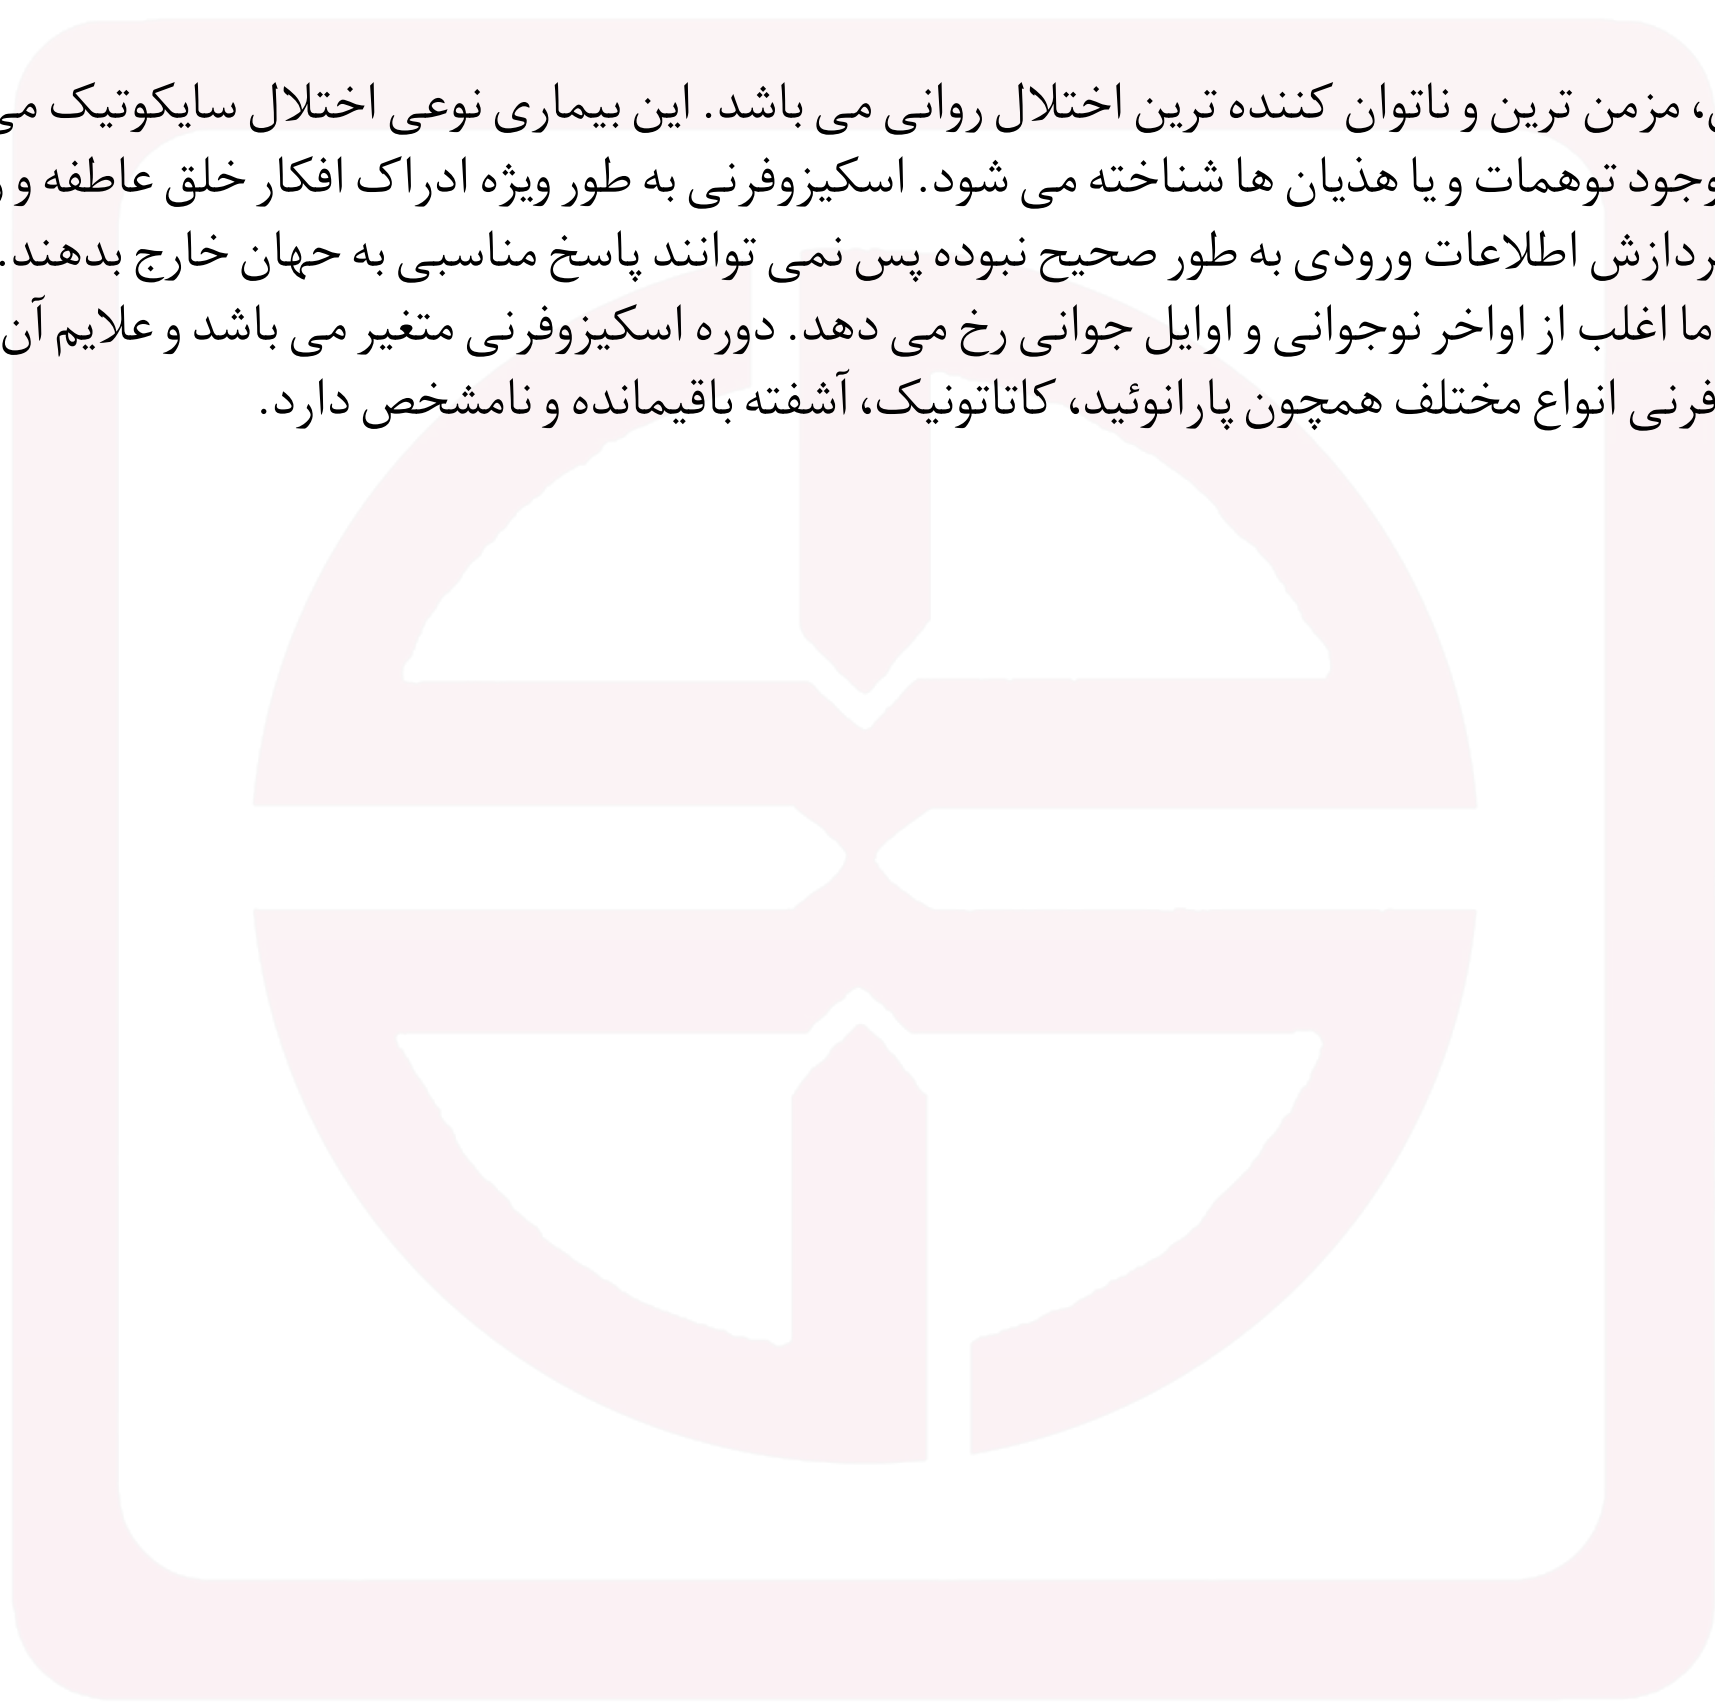 ، مزمن ترین و ناتوان کننده ترین اختلال روانی می باشد. این بیماری نوعی اختلال سایکوتیک می
وجود توهمات و یا هذیان ها شناخته می شود. اسکیزوفرنی به طور ویژه ادراک افکار خلق عاطفه و
ردازش اطلاعات ورودی به طور صحیح نبوده پس نمی توانند پاسخ مناسبی به جهان خارج بدهند.
ما اغلب از اواخر نوجوانی و اوایل جوانی رخ می دهد. دوره اسکیزوفرنی متغیر می باشد و علایم آن
فرنی انواع مختلف همچون پارانوئید، کاتاتونیک، آشفته باقیمانده و نامشخص دارد.